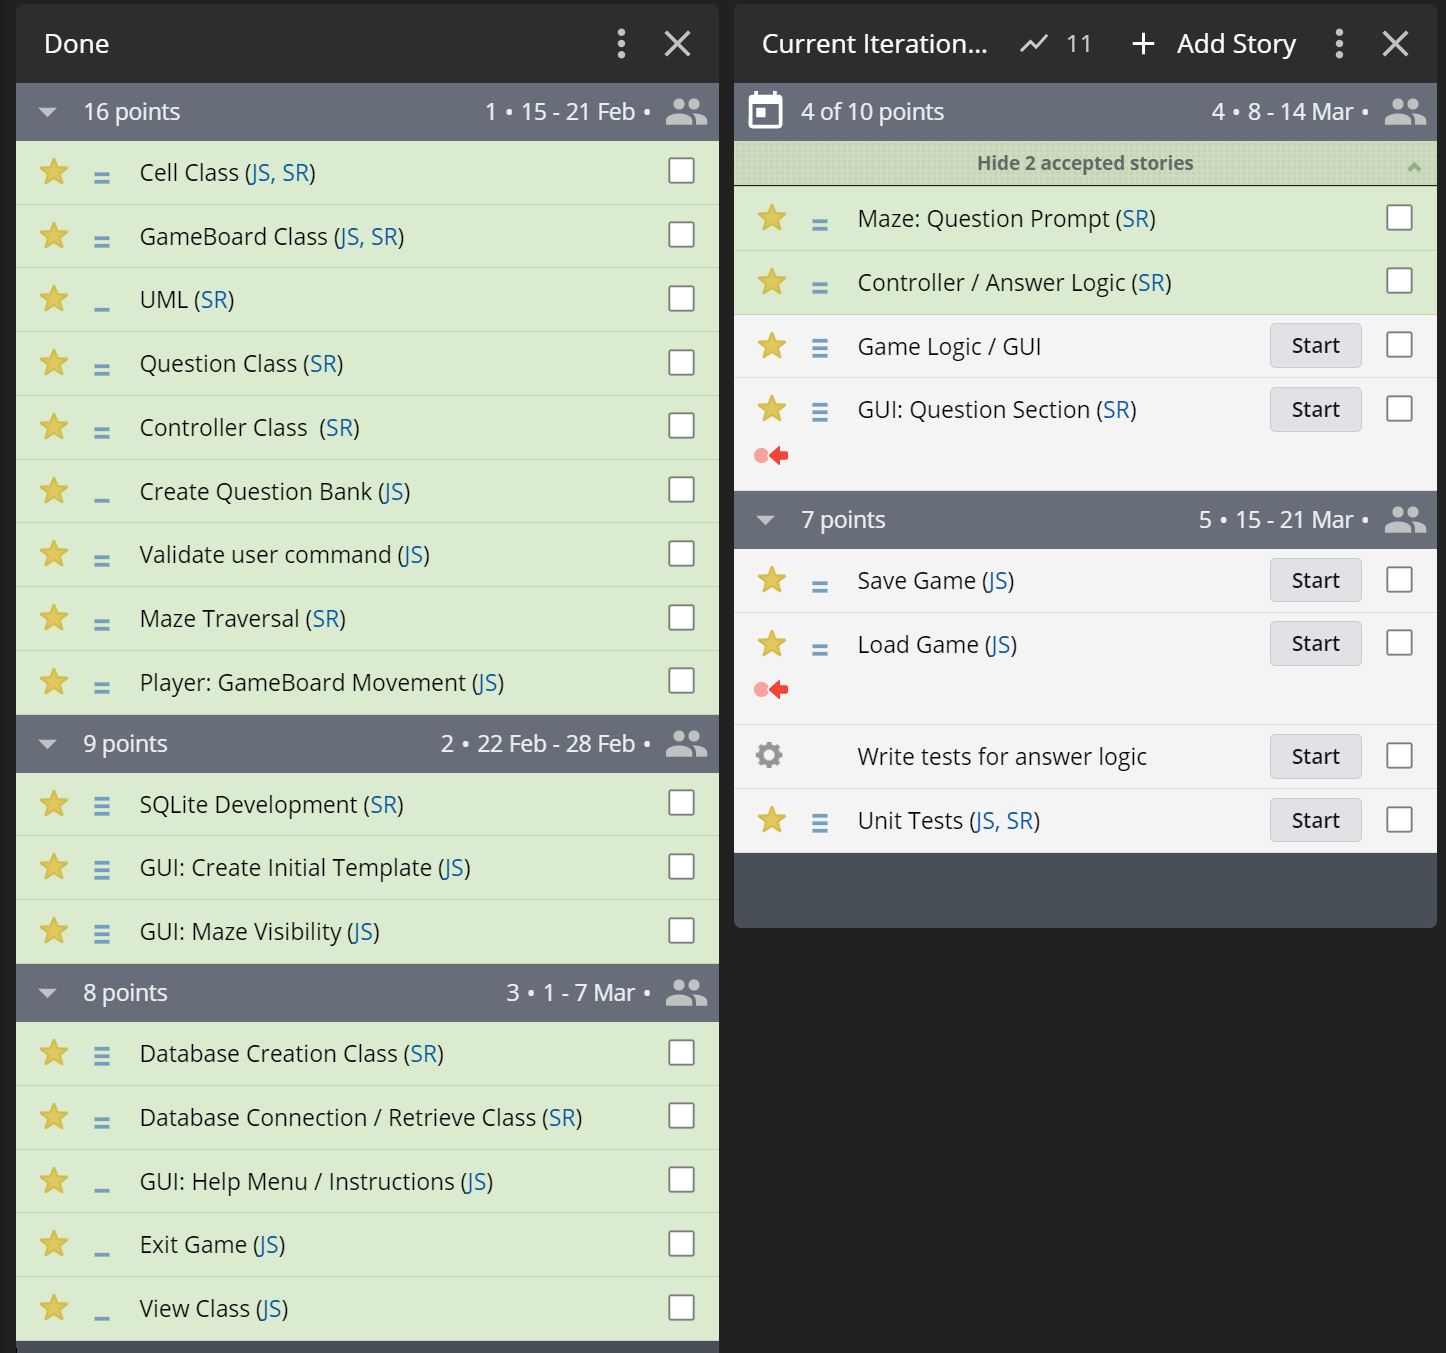 Done
16 points 1 • 15 - 21 Feb •
Cell Class (JS, SR)
GameBoard Class (JS, SR)
UML (SR)
Question Class (SR)
Controller Class (SR)
Create Question Bank (JS)
Validate user command (JS)
Maze Traversal (SR)
Player: GameBoard Movement (JS)
9 points 2 • 22 Feb - 28 Feb •
SQLite Development (SR)
GUI: Create Initial Template (JS)
GUI: Maze Visibility (JS)
8 points 3 • 1 - 7 Mar •
Database Creation Class (SR)
Database Connection / Retrieve Class (SR)
GUI: Help Menu / Instructions (JS)
Exit Game (JS)
View Class (JS)
Current Iteration... 11 + Add Story
4 of 10 points 4 • 8 - 14 Mar •
Hide 2 accepted stories
Maze: Question Prompt (SR)
Controller / Answer Logic (SR)
Game Logic / GUI Start
GUI: Question Section (SR) Start
7 points 5 • 15 - 21 Mar •
Save Game (JS) Start
Load Game (JS) Start
Write tests for answer logic Start
Unit Tests (JS, SR) Start